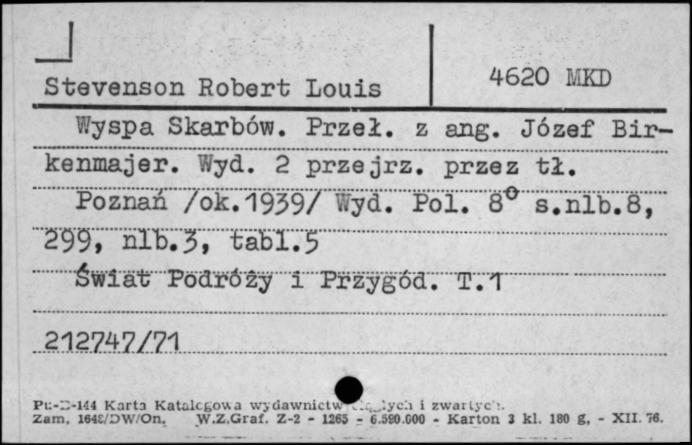 Stevenson Robert Louis
4620 MKD
Wyspa Skarbów. Przeł. z ang. Józef Bir-
kenmajer. Wyd. 2 przejrz. przez tł.
Poznań /ok.1939/ Wyd. Pol. 8° s.nlb.8,
299, nlb.3, tabl.5
Świat Podróży i Przygód. T.1
212747/71
Karta Katalogowa wydawnictw i zwartych.
Zam. 1648/DW/On. W.Z.Graf. Z-2 - 1265 - 6.590.000 - Karton 3 kl. 180 g. - XII. 76.